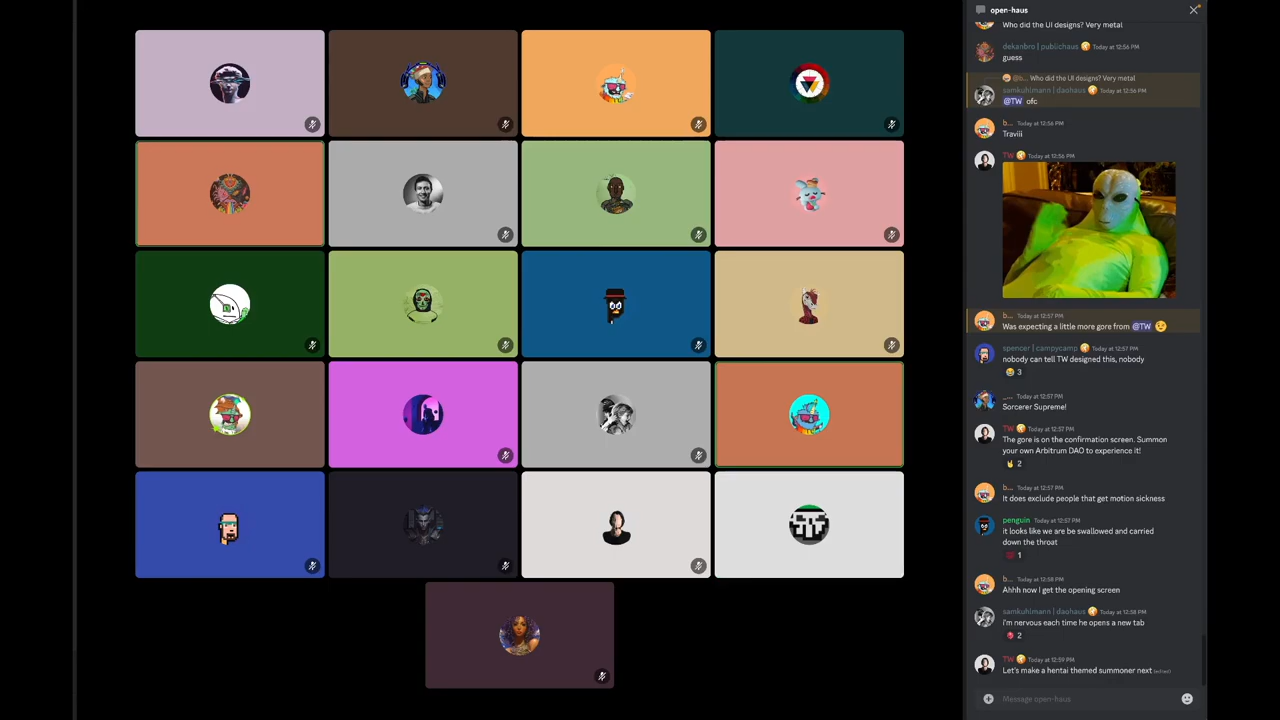 open-haus
Who did the UI designs? Very metal
dekanbro | publichaus Today at 12:56 PM
guess
@b... Who did the UI designs? Very metal
samkuhlmann | daohaus Today at 12:56 PM
@TW ofc
b... Today at 12:56 PM
Traviii
TW Today at 12:56 PM
b... Today at 12:57 PM
Was expecting a little more gore from @TW
spencer | campycamp Today at 12:57 PM
nobody can tell TW designed this, nobody
3
_... Today at 12:57 PM
Sorcerer Supreme!
TW Today at 12:57 PM
The gore is on the confirmation screen. Summon
your own Arbitrum DAO to experience it!
2
b... Today at 12:57 PM
It does exclude people that get motion sickness
penguin Today at 12:57 PM
it looks like we are be swallowed and carried
down the throat
1
b... Today at 12:58 PM
Ahhh now I get the opening screen
samkuhlmann | daohaus Today at 12:58 PM
i'm nervous each time he opens a new tab
2
TW Today at 12:59 PM
Let's make a hentai themed summoner next (edited)
Message open-haus